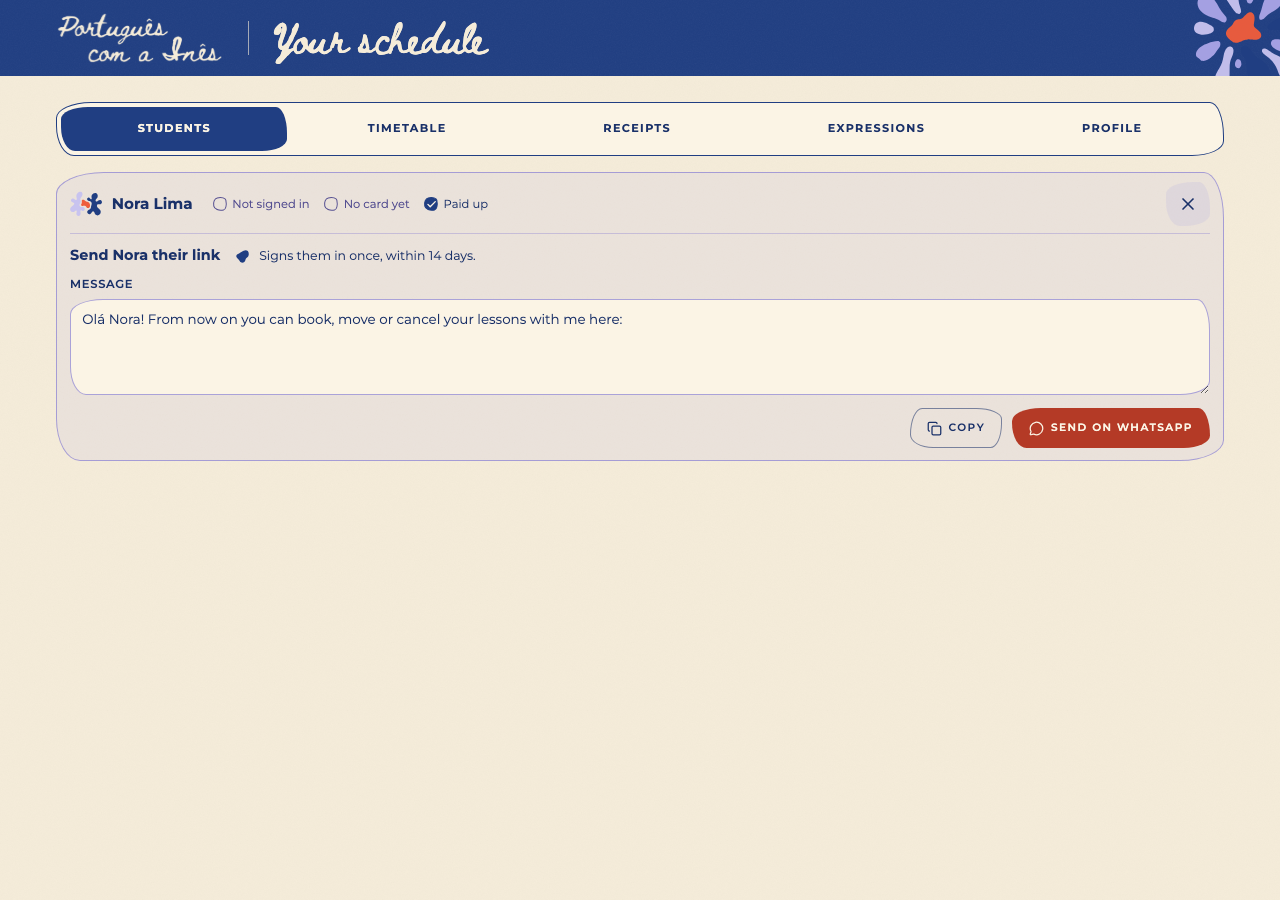 Português
com a Inês
Your schedule
STUDENTS
TIMETABLE
RECEIPTS
EXPRESSIONS
PROFILE
Nora Lima
Not signed in
No card yet
Paid up
Send Nora their link
Signs them in once, within 14 days.
MESSAGE
Olá Nora! From now on you can book, move or cancel your lessons with me here:
COPY
SEND ON WHATSAPP